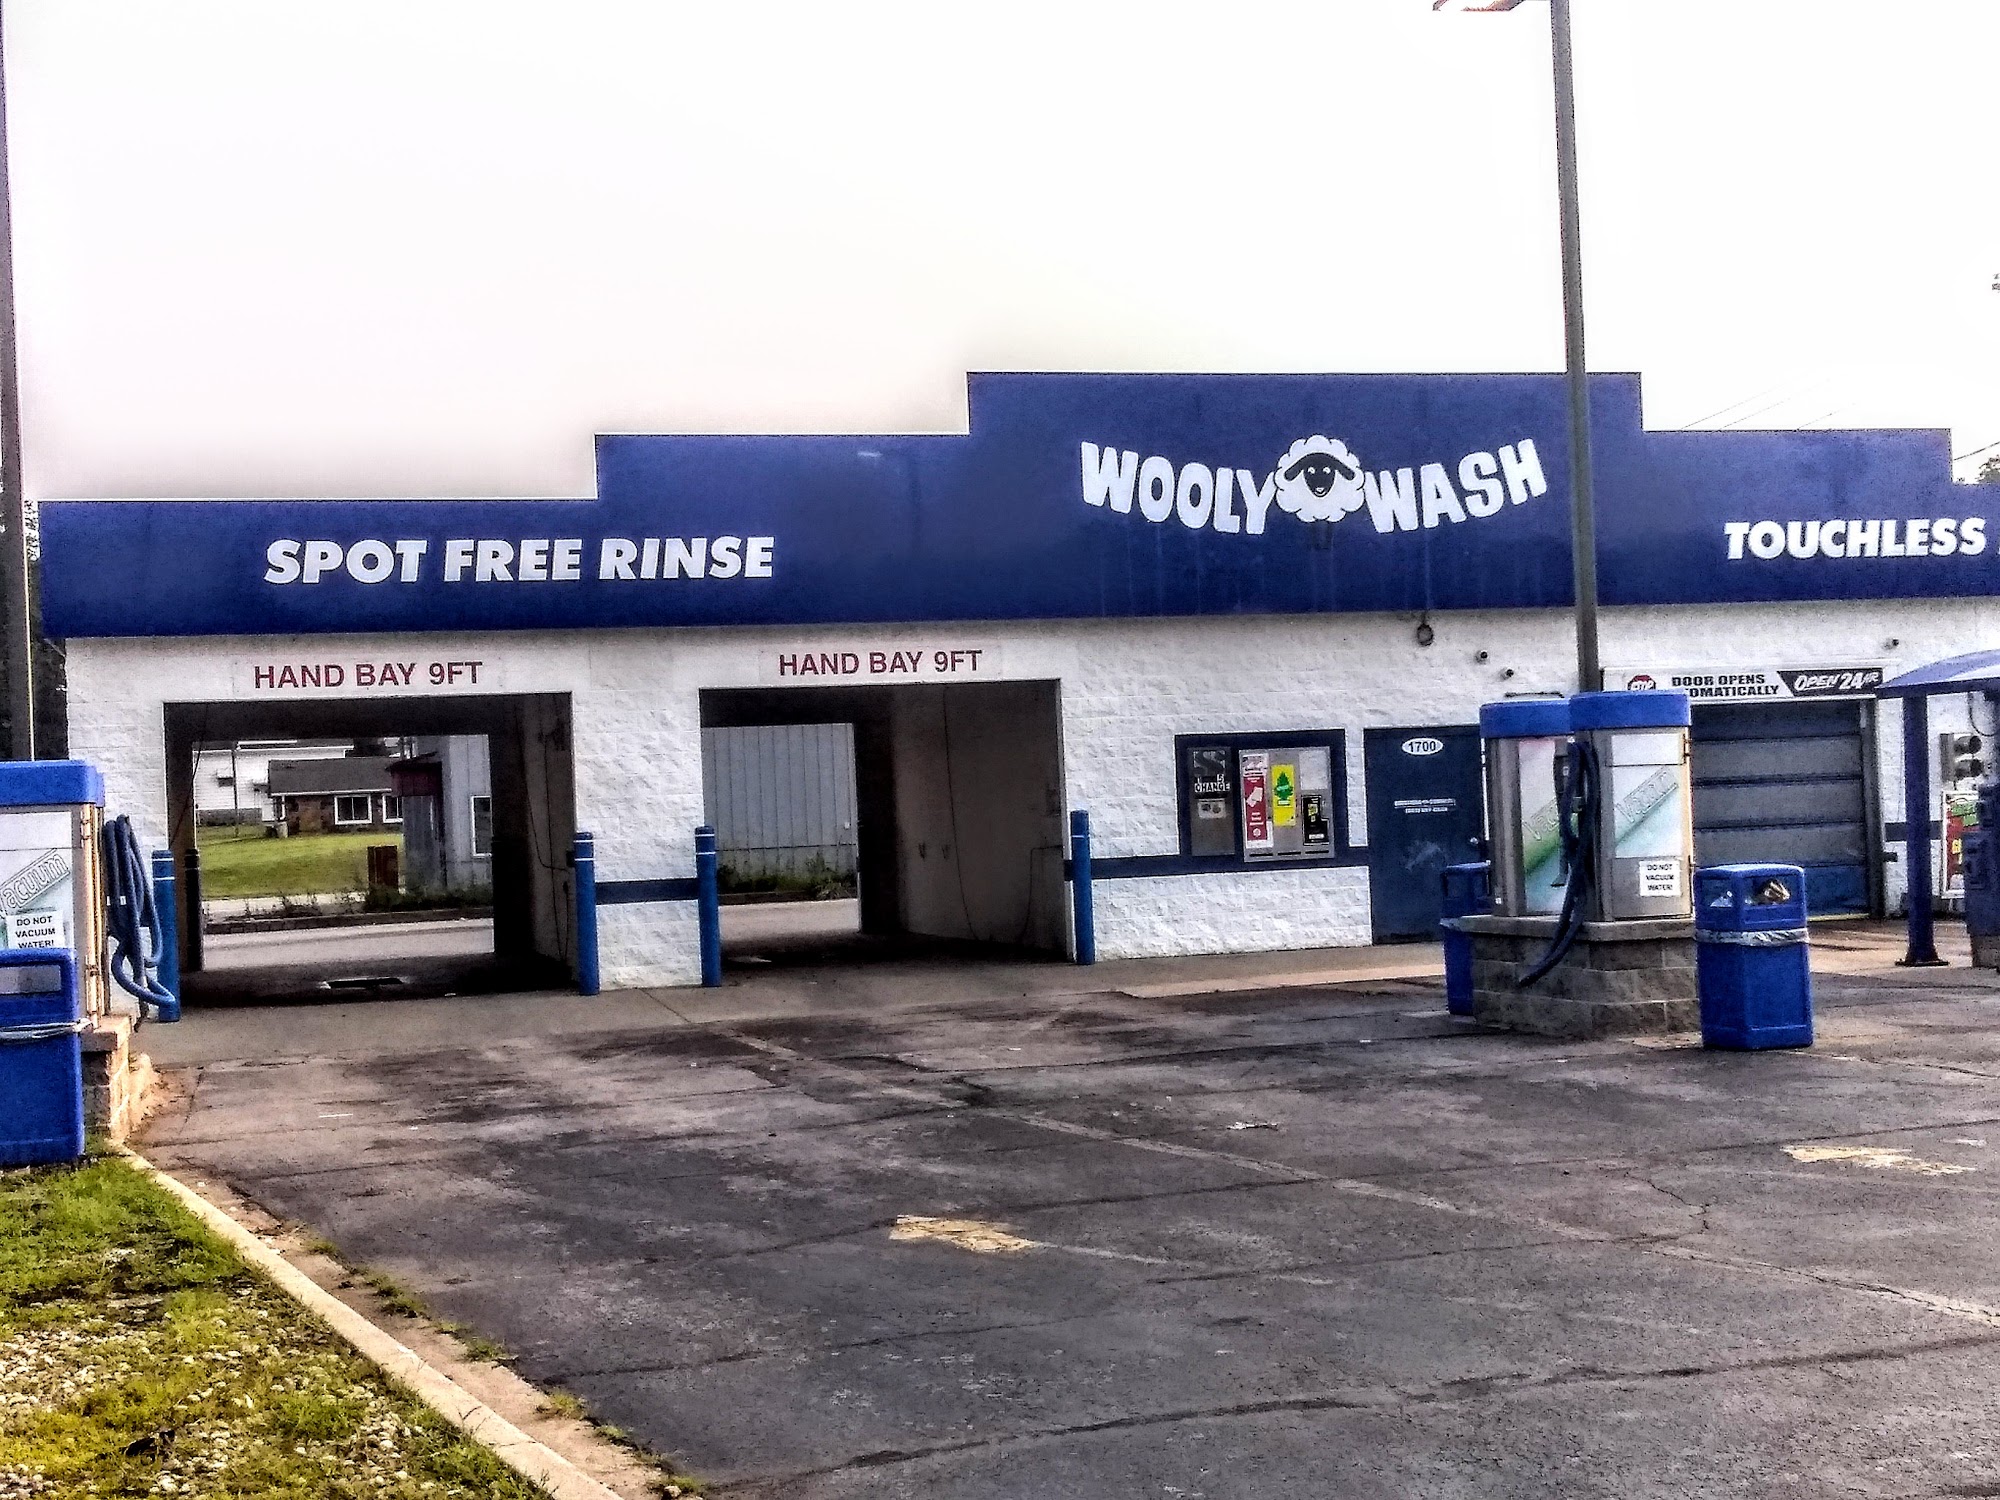 SPOT FREE RINSE
WOOLY WASH
TOUCHLESS
HAND BAY 9FT
HAND BAY 9FT
STOP
DOOR OPENS
AUTOMATICALLY
OPEN 24 HR
1700
CHANGE
VACUUM
DO NOT
VACUUM
WATER!
DO NOT
VACUUM
WATER!